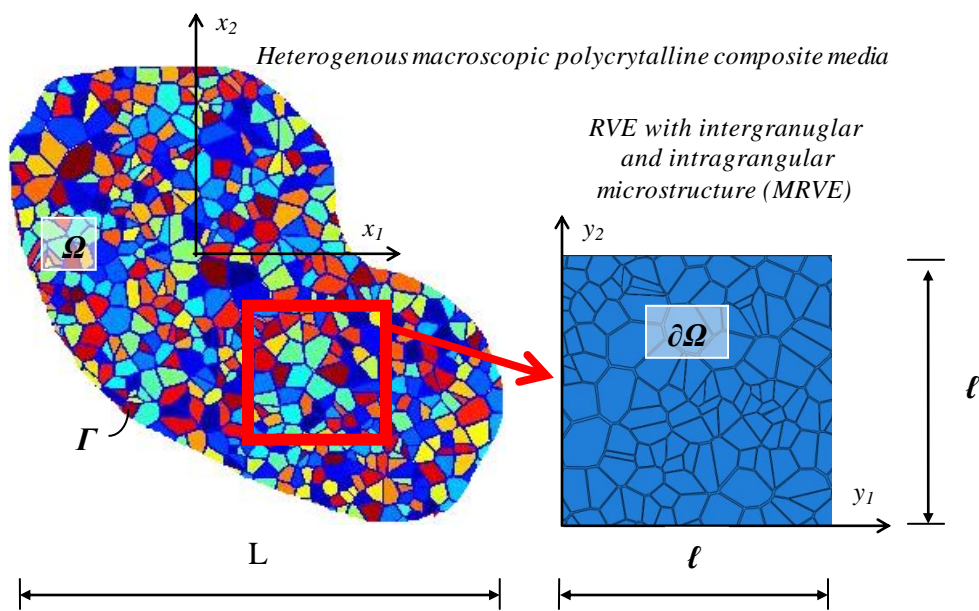 x2
Heterogenous macroscopic polycrytalline composite media
RVE with intergranuglar
and intragrangular
microstructure (MRVE)
x1
y2
Ω
∂Ω
ℓ
Γ
y1
L
ℓ